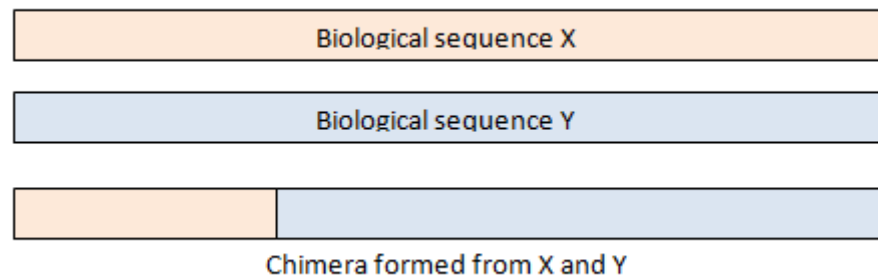 Biological sequence X
Biological sequence Y
Chimera formed from X and Y